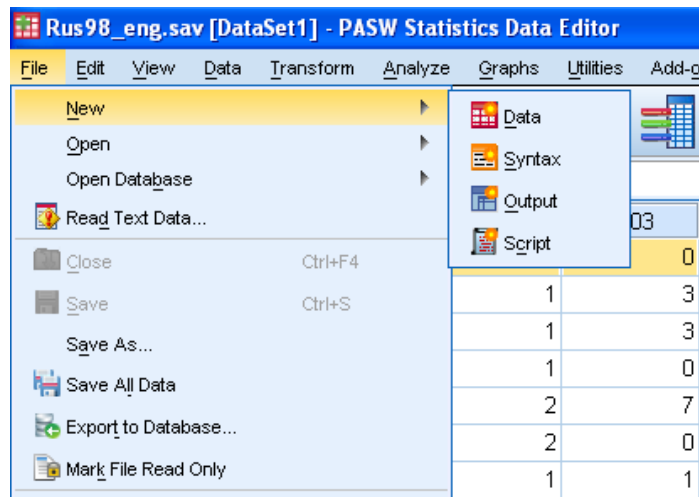 Rus98_eng.sav [DataSet1] - PASW Statistics Data Editor
File Edit View Data Transform Analyze Graphs Utilities
New
Data
Syntax
Output
Script
Open
Open Database
Read Text Data...
Close Ctrl+F4
Save Ctrl+S
Save As...
Save All Data
Export to Database...
Mark File Read Only
03
0
1 3
1 3
1 0
2 7
2 0
1 1